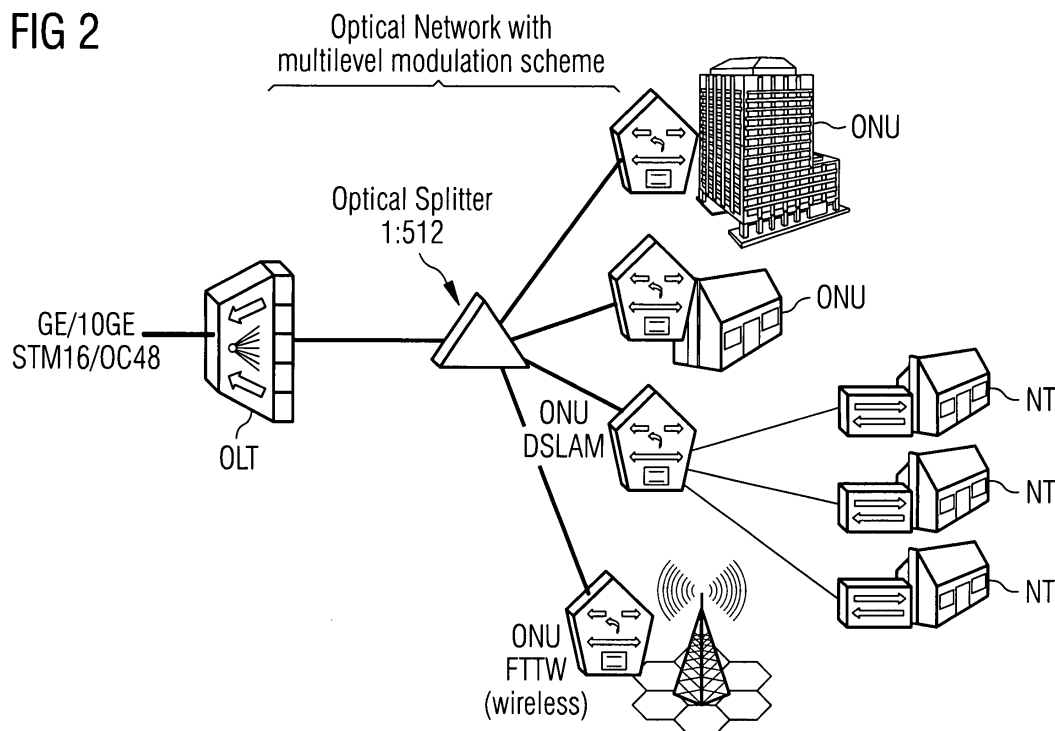 FIG 2
Optical Network with
multilevel modulation scheme
ONU
Optical Splitter
1:512
ONU
GE/10GE
STM16/OC48
OLT
ONU
DSLAM
NT
NT
NT
ONU
FTTW
(wireless)